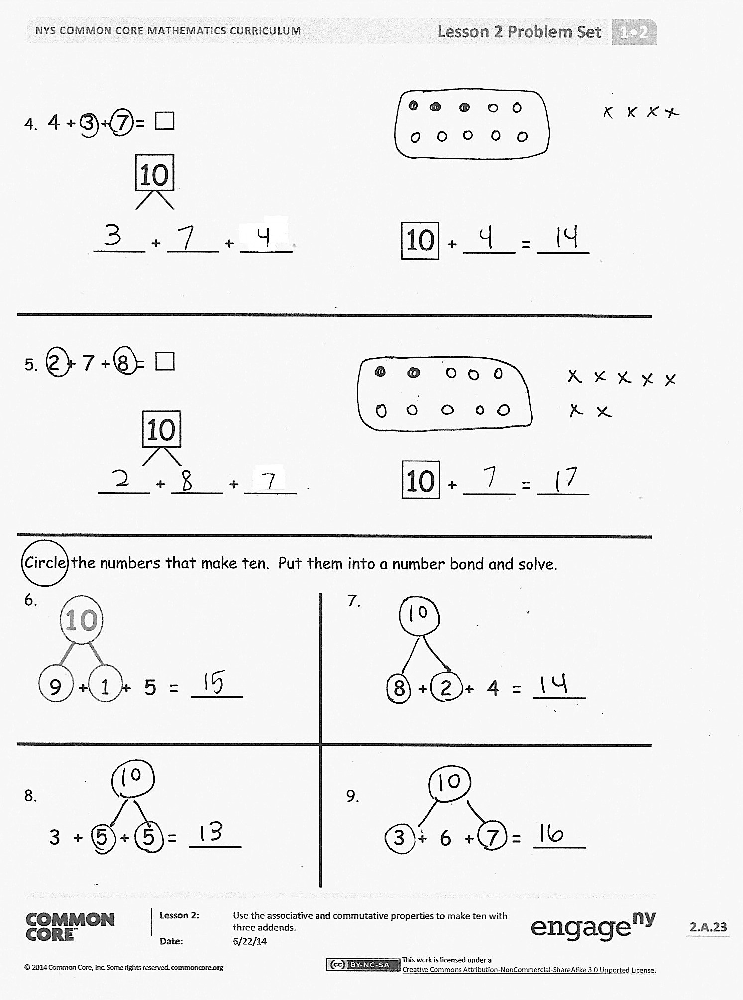 NYS COMMON CORE MATHEMATICS CURRICULUM Lesson 2 Problem Set 1•2
4. 4 + 3 + 7 = □
x x x x
10
3 + 7 + 4
10 + 4 = 14
5. 2 + 7 + 8 = □
x x x x x
x x
10
2 + 8 + 7
10 + 7 = 17
Circle the numbers that make ten. Put them into a number bond and solve.
6.
10
9 + 1 + 5 = 15
7.
10
8 + 2 + 4 = 14
8.
10
3 + 5 + 5 = 13
9.
10
3 + 6 + 7 = 16
COMMON
CORE™
Lesson 2: Use the associative and commutative properties to make ten with
three addends.
Date: 6/22/14
engageny
2.A.23
© 2014 Common Core, Inc. Some rights reserved. commoncore.org
(cc) BY-NC-SA
This work is licensed under a
Creative Commons Attribution-NonCommercial-ShareAlike 3.0 Unported License.